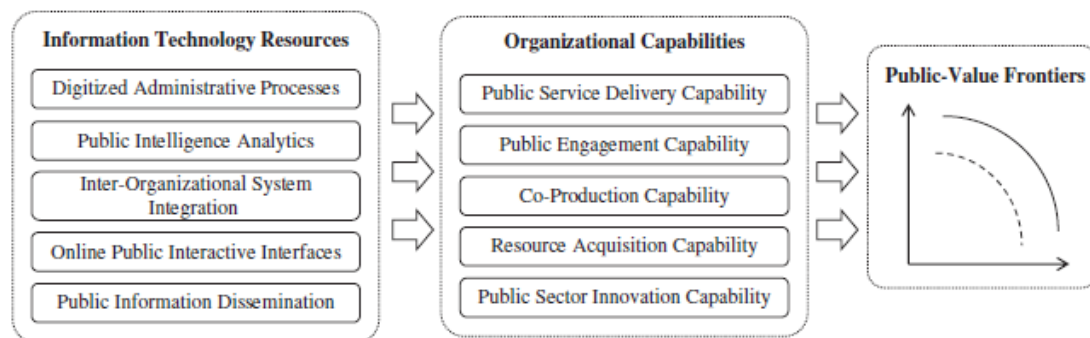 Information Technology Resources
Digitized Administrative Processes
Public Intelligence Analytics
Inter-Organizational System
Integration
Online Public Interactive Interfaces
Public Information Dissemination
Organizational Capabilities
Public Service Delivery Capability
Public Engagement Capability
Co-Production Capability
Resource Acquisition Capability
Public Sector Innovation Capability
Public-Value Frontiers